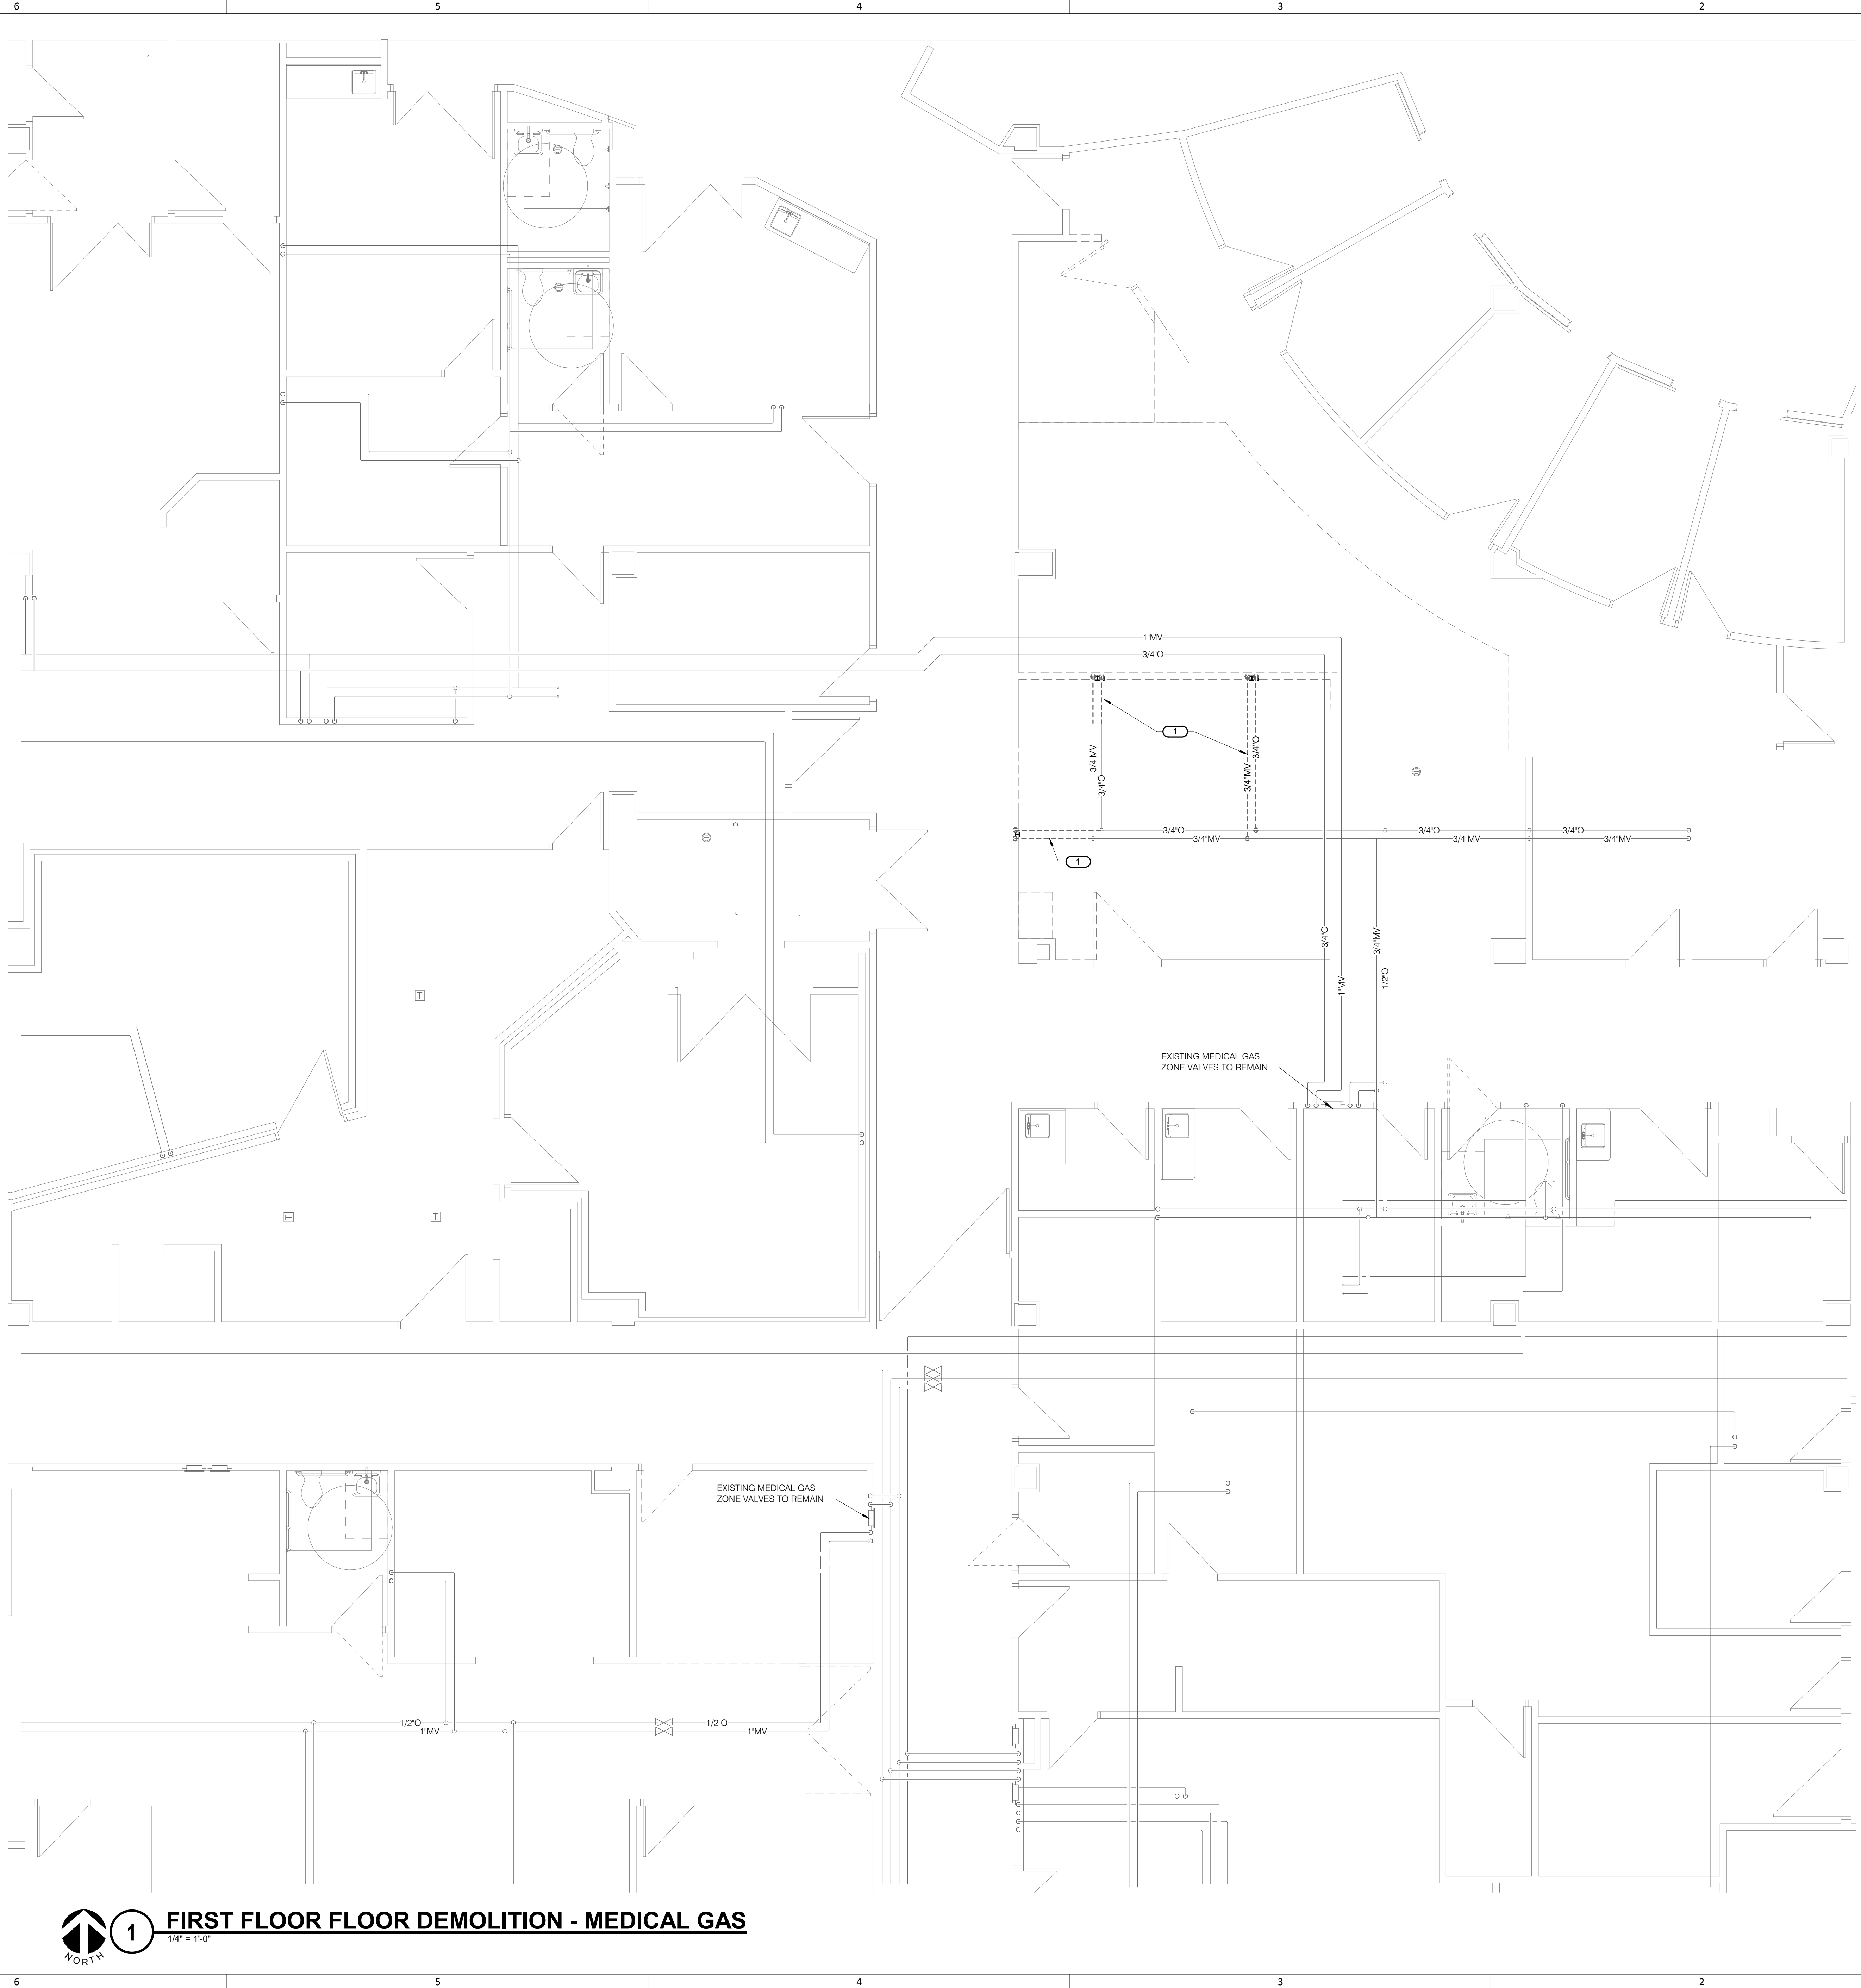 6 5 4 3 2
1"MV
3/4"O
1
3/4"O
3/4"MV
3/4"MV
3/4"O
3/4"O 3/4"O 3/4"O
3/4"MV 3/4"MV 3/4"MV
1
3/4"O
3/4"MV
1/2"O
1"MV
T
EXISTING MEDICAL GAS
ZONE VALVES TO REMAIN
T T
EXISTING MEDICAL GAS
ZONE VALVES TO REMAIN
1/2"O 1/2"O
1"MV 1"MV
1 FIRST FLOOR FLOOR DEMOLITION - MEDICAL GAS
1/4" = 1'-0"
NORTH
6 5 4 3 2